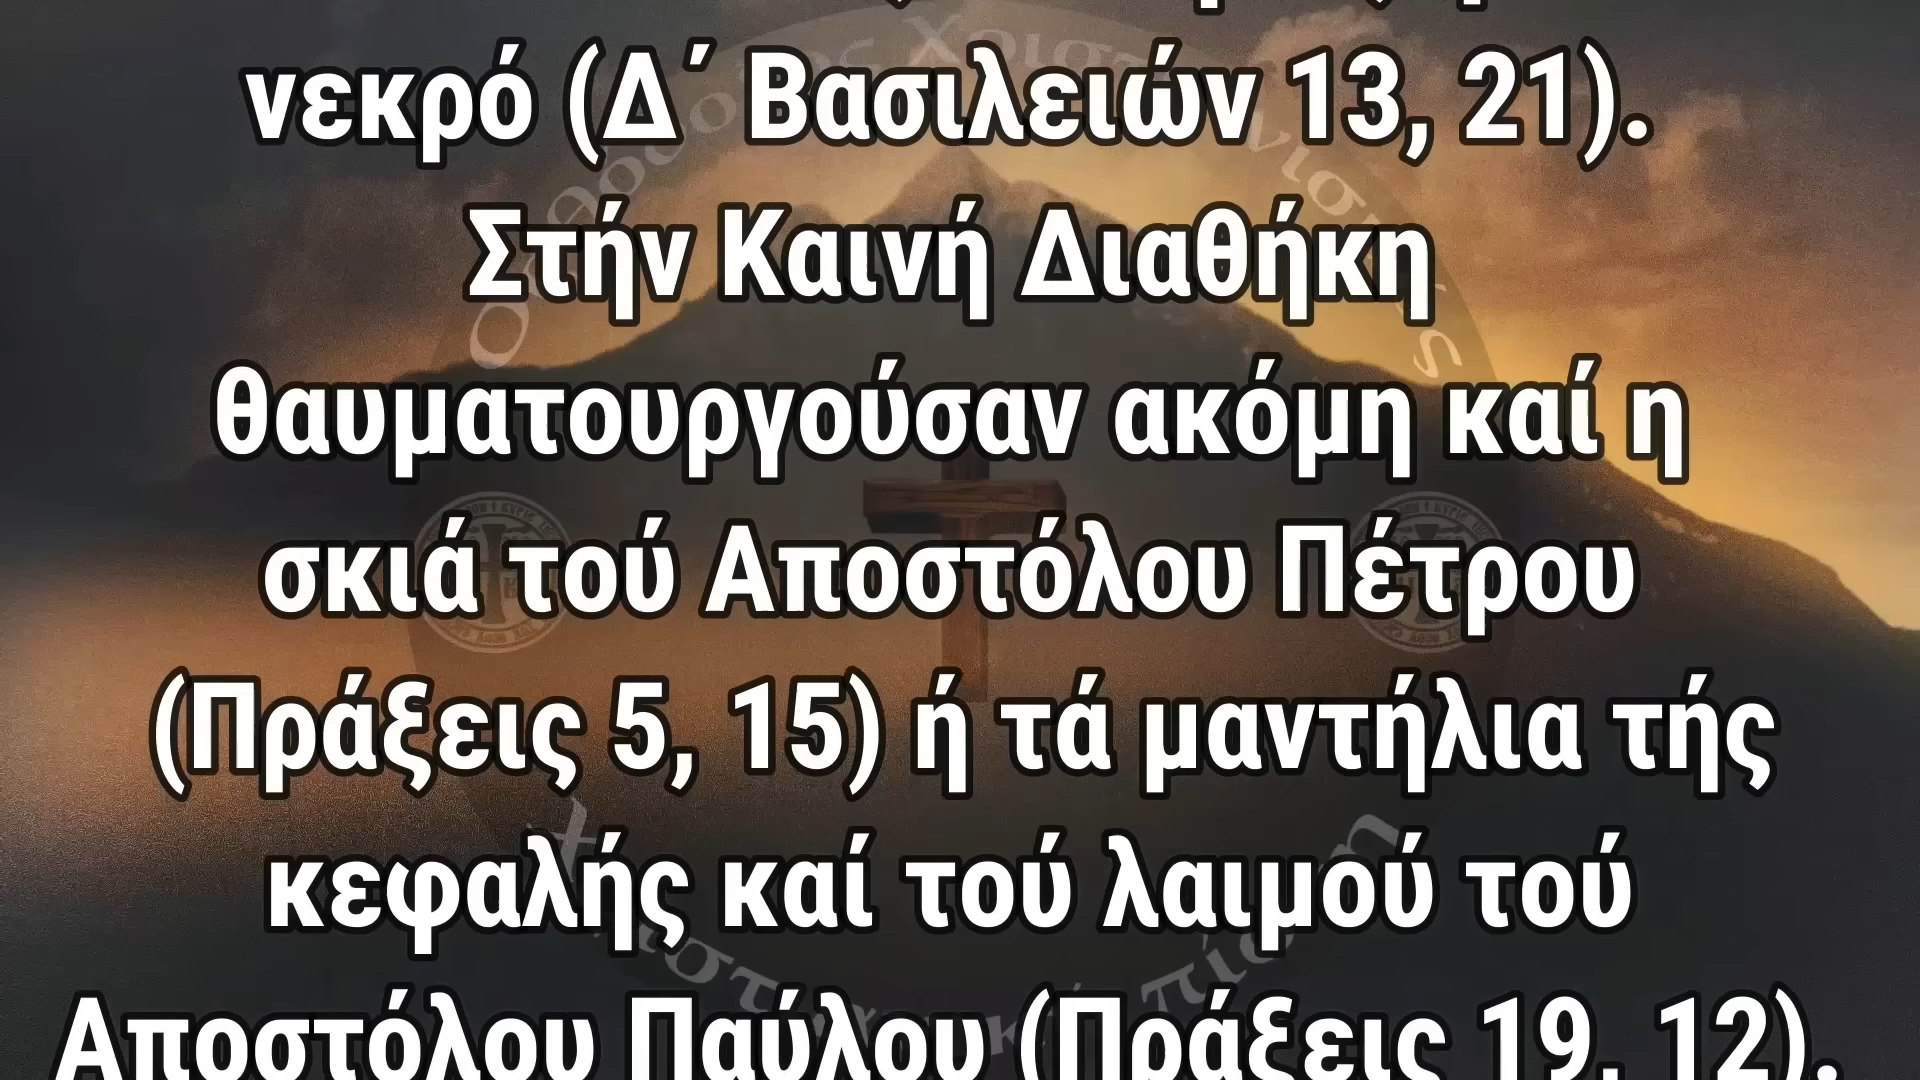 νεκρό (Δ΄ Βασιλειών 13, 21).
Στήν Καινή Διαθήκη
θαυματουργούσαν ακόμη καί η
σκιά τού Αποστόλου Πέτρου
(Πράξεις 5, 15) ή τά μαντήλια τής
κεφαλής καί τού λαιμού τού
Αποστόλου Παύλου (Πράξεις 19, 12).